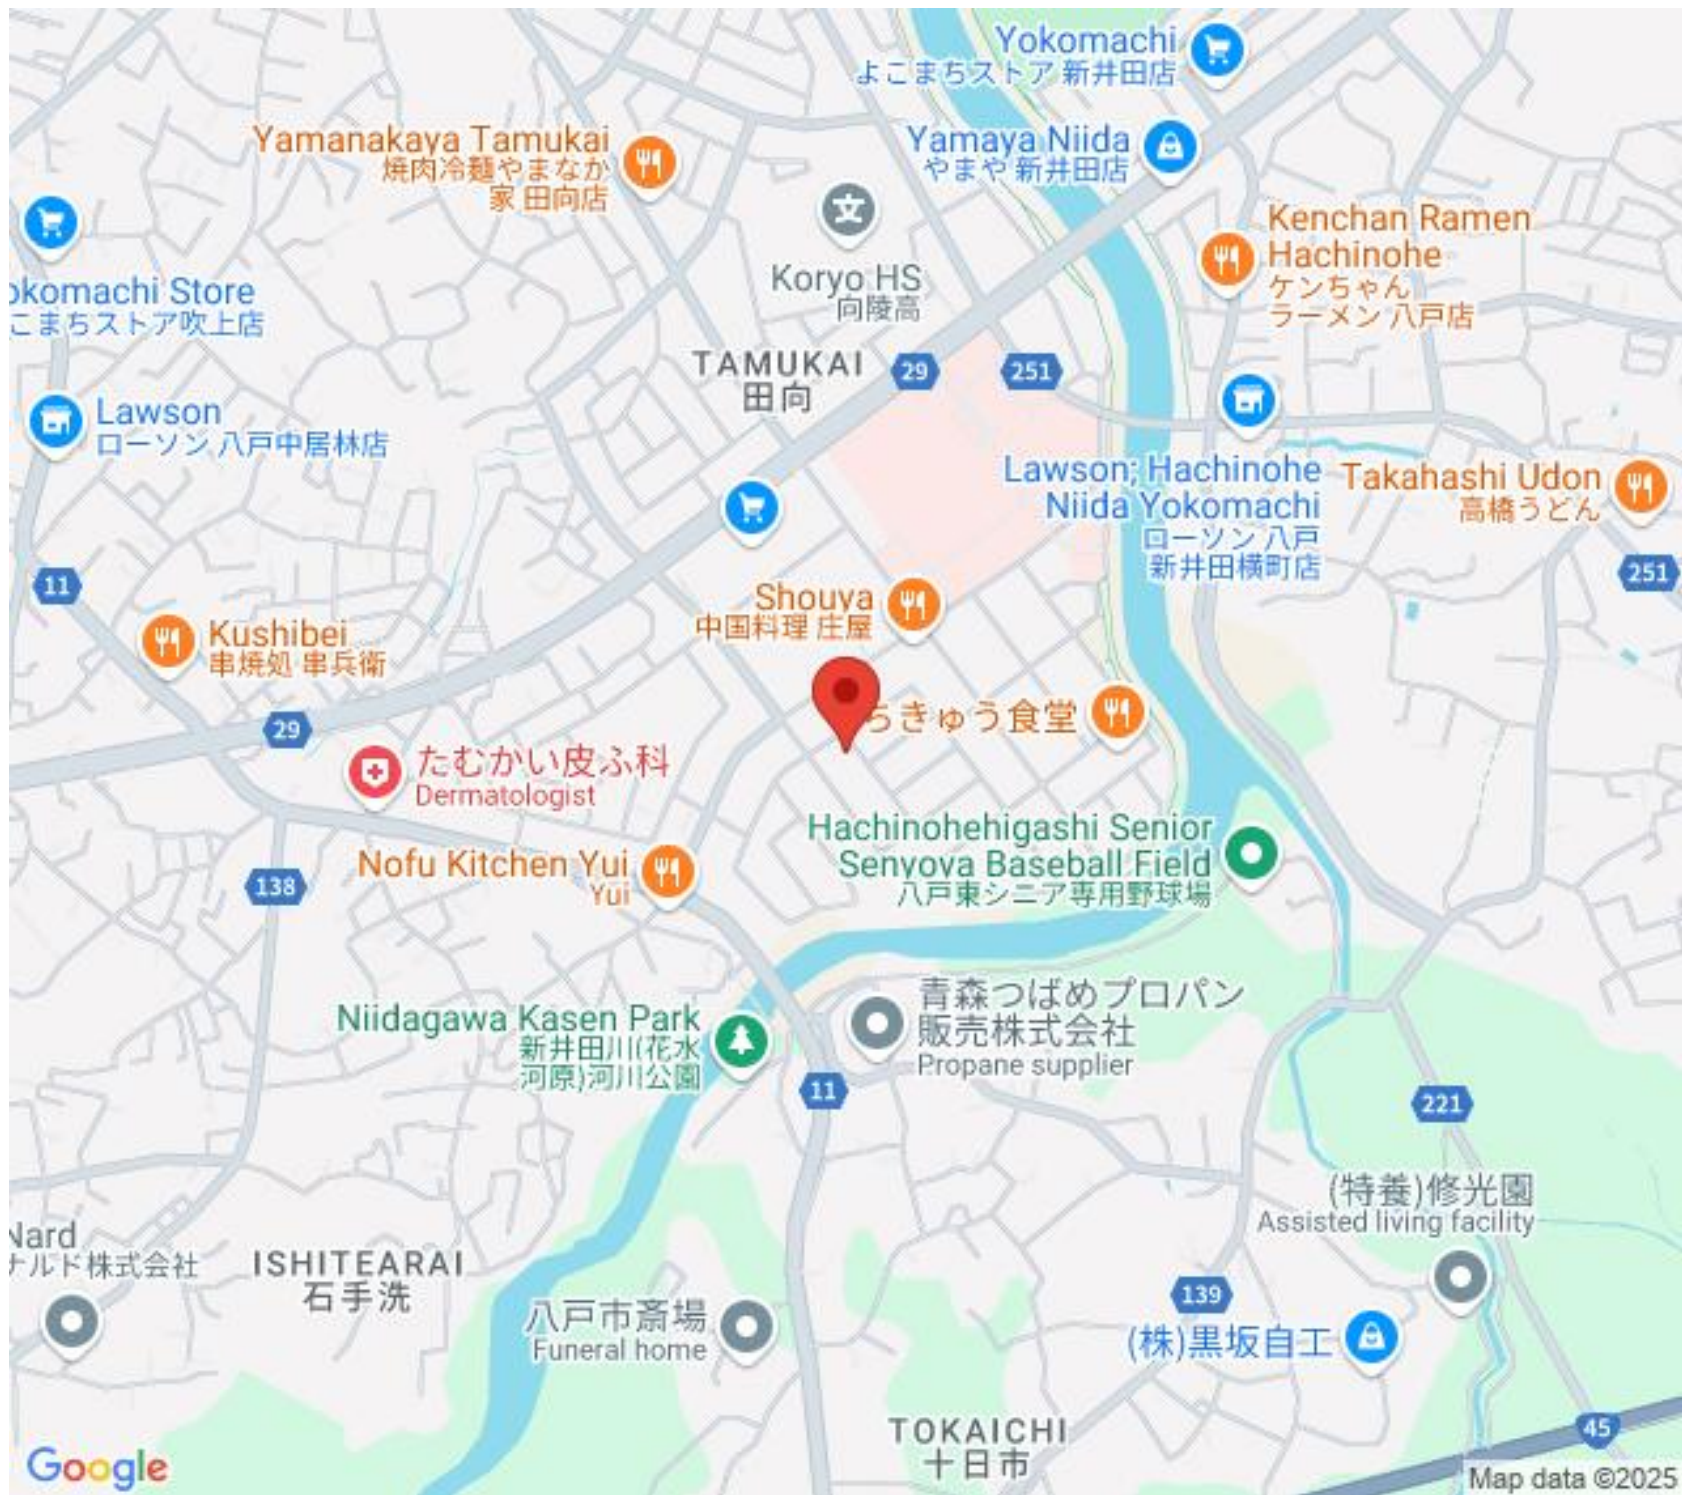 Yokomachi
よこまちストア 新井田店
Yamaya Niida
やまや 新井田店
Yamanakaya Tamukai
焼肉冷麺やまなか
家 田向店
Koryo HS
向陵高
Kenchan Ramen
Hachinohe
ケンちゃん
ラーメン 八戸店
okomachi Store
こまちストア吹上店
TAMUKAI
田向
29
251
Lawson
ローソン 八戸中居林店
Lawson; Hachinohe
Niida Yokomachi
ローソン 八戸
新井田横町店
Takahashi Udon
高橋うどん
251
11
Shouya
中国料理 庄屋
Kushibei
串焼処 串兵衛
29
ちきゅう食堂
たむかい皮ふ科
Dermatologist
Hachinohehigashi Senior
Senyova Baseball Field
八戸東シニア専用野球場
Nofu Kitchen Yui
Yui
138
Niidagawa Kasen Park
新井田川(花水
河原)河川公園
青森つばめプロパン
販売株式会社
Propane supplier
11
221
(特養)修光園
Assisted living facility
Nard
ナルド株式会社
ISHITEARAI
石手洗
139
八戸市斎場
Funeral home
(株)黒坂自工
TOKAICHI
十日市
45
Google
Map data ©2025